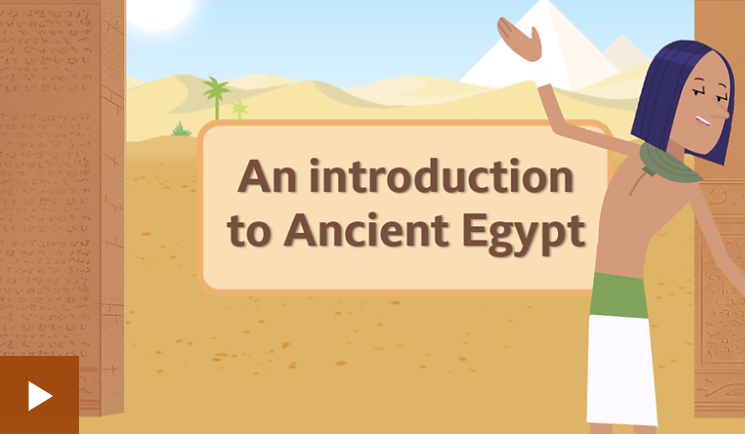 An introduction
to Ancient Egypt